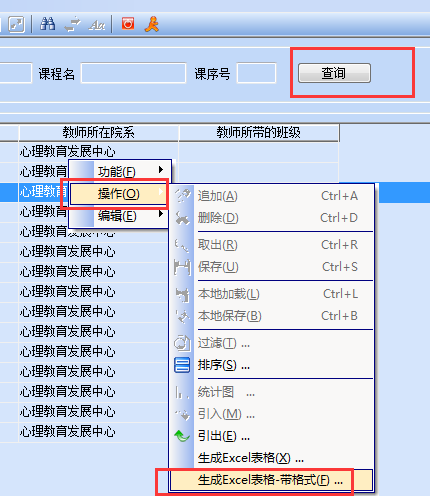 Aa
课程名 课序号 查询
教师所在院系 教师所带的班级
心理教育发展中心
心理教育发展中心
功能(F)
心理教育
操作(O)
心理教育
编辑(E)
心理教育发展中心
心理教育发展中心
心理教育发展中心
心理教育发展中心
心理教育发展中心
心理教育发展中心
心理教育发展中心
心理教育发展中心
心理教育发展中心
心理教育发展中心
心理教育发展中心
追加(A) Ctrl+A
删除(D) Ctrl+D
取出(R) Ctrl+R
保存(U) Ctrl+S
本地加载(L) Ctrl+L
本地保存(B) Ctrl+B
过滤(T) ...
排序(S) ...
统计图 ...
引入(M) ...
引出(E) ...
生成Excel表格(X) ...
生成Excel表格-带格式(F) ...